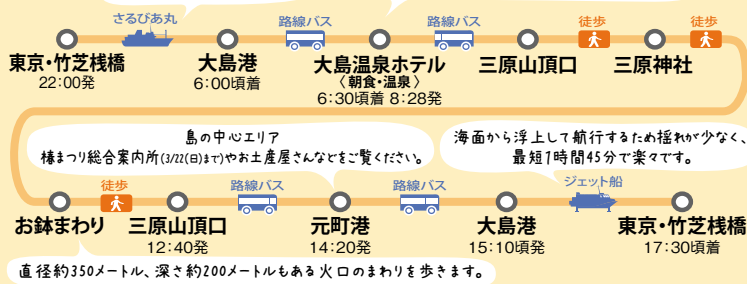 さるびあ丸
路線バス
路線バス
徒歩
徒歩
東京・竹芝桟橋
22:00発
大島港
6:00頃着
大島温泉ホテル
〈朝食・温泉〉
6:30頃着 8:28発
三原山頂口
三原神社
島の中心エリア
椿まつり総合案内所(3/22(日)まで)やお土産屋さんなどをご覧ください。
海面から浮上して航行するため揺れが少なく、
最短1時間45分で楽々です。
徒歩
路線バス
路線バス
ジェット船
お鉢まわり
三原山頂口
12:40発
元町港
14:20発
大島港
15:10頃発
東京・竹芝桟橋
17:30頃着
直径約350メートル、深さ約200メートルもある火口のまわりを歩きます。